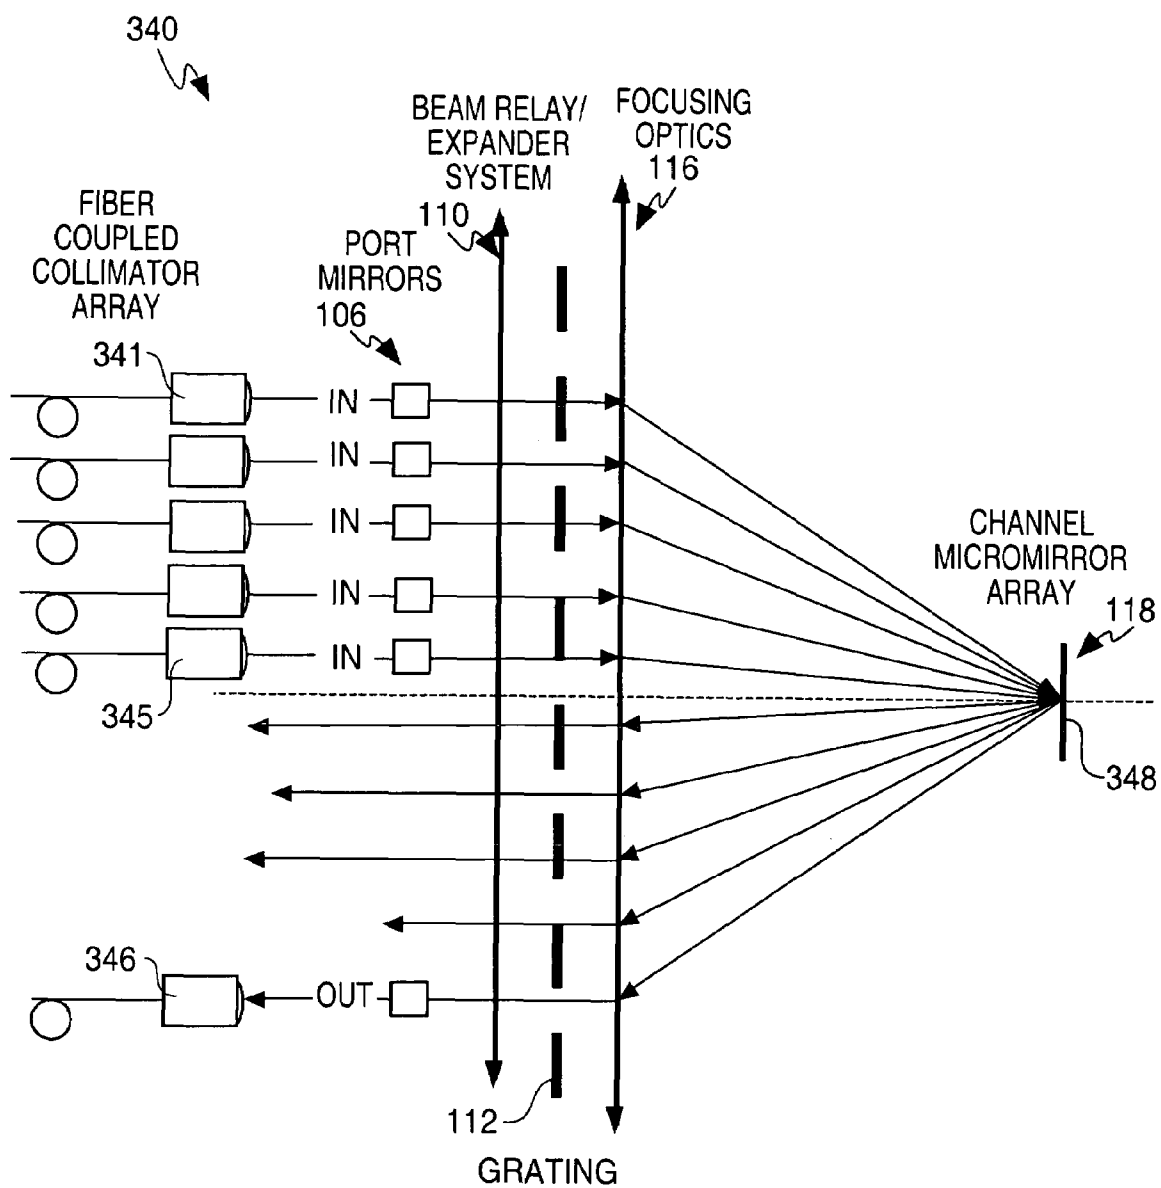 340
BEAM RELAY/
EXPANDER
SYSTEM
110
FOCUSING
OPTICS
116
FIBER
COUPLED
COLLIMATOR
ARRAY
PORT
MIRRORS
106
341
IN
IN
IN
IN
IN
345
CHANNEL
MICROMIRROR
ARRAY
118
348
346
OUT
112
GRATING